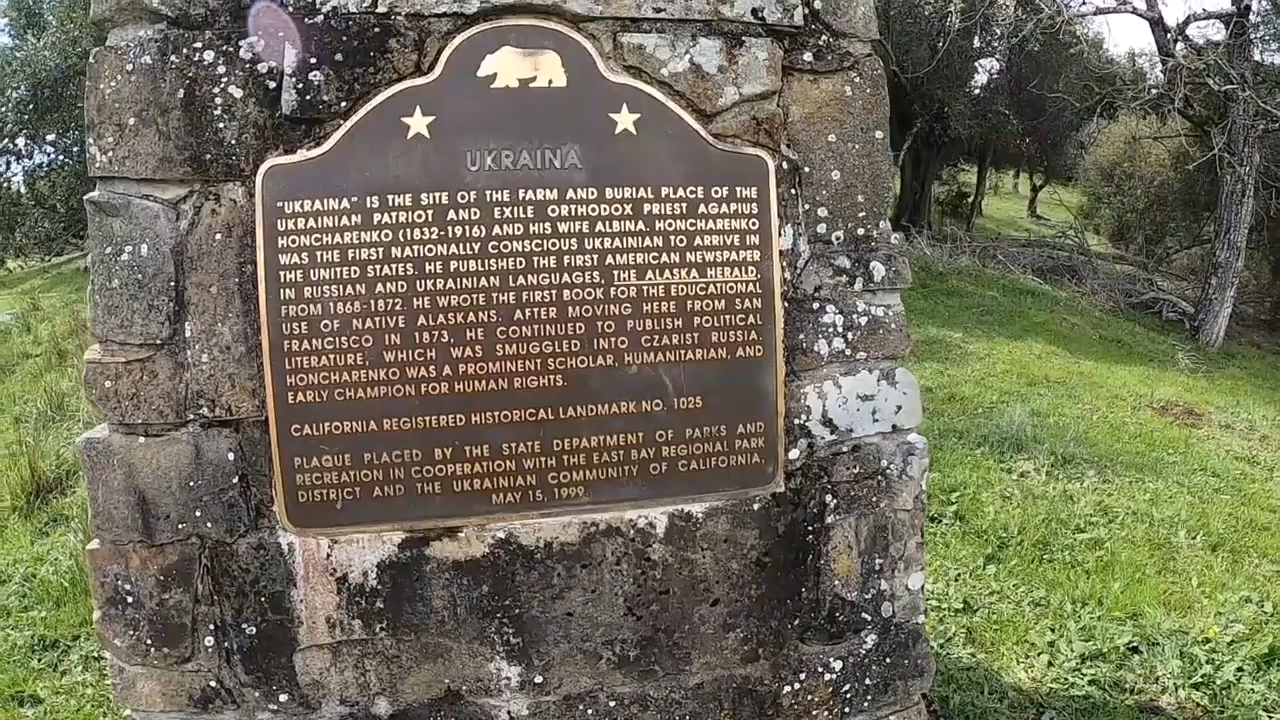 UKRAINA
"UKRAINA" IS THE SITE OF THE FARM AND BURIAL PLACE OF THE
UKRAINIAN PATRIOT AND EXILE ORTHODOX PRIEST AGAPIUS
HONCHARENKO (1832-1916) AND HIS WIFE ALBINA. HONCHARENKO
WAS THE FIRST NATIONALLY CONSCIOUS UKRAINIAN TO ARRIVE IN
THE UNITED STATES. HE PUBLISHED THE FIRST AMERICAN NEWSPAPER
IN RUSSIAN AND UKRAINIAN LANGUAGES, THE ALASKA HERALD,
FROM 1868-1872. HE WROTE THE FIRST BOOK FOR THE EDUCATIONAL
USE OF NATIVE ALASKANS. AFTER MOVING HERE FROM SAN
FRANCISCO IN 1873, HE CONTINUED TO PUBLISH POLITICAL
LITERATURE, WHICH WAS SMUGGLED INTO CZARIST RUSSIA.
HONCHARENKO WAS A PROMINENT SCHOLAR, HUMANITARIAN, AND
EARLY CHAMPION FOR HUMAN RIGHTS.
CALIFORNIA REGISTERED HISTORICAL LANDMARK NO. 1025
PLAQUE PLACED BY THE STATE DEPARTMENT OF PARKS AND
RECREATION IN COOPERATION WITH THE EAST BAY REGIONAL PARK
DISTRICT AND THE UKRAINIAN COMMUNITY OF CALIFORNIA,
MAY 15, 1999.